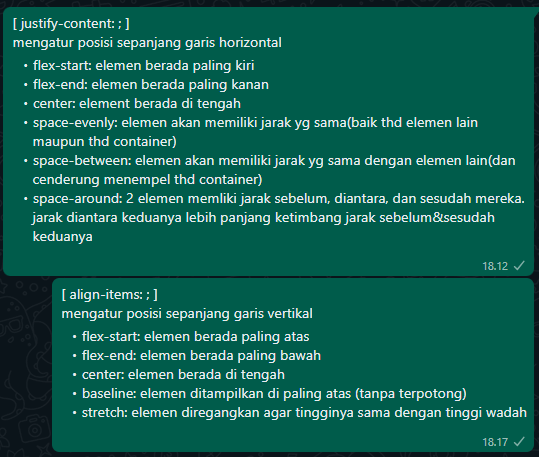 [ justify-content: ; ]
mengatur posisi sepanjang garis horizontal
• flex-start: elemen berada paling kiri
• flex-end: elemen berada paling kanan
• center: element berada di tengah
• space-evenly: elemen akan memiliki jarak yg sama(baik thd elemen lain
maupun thd container)
• space-between: elemen akan memiliki jarak yg sama dengan elemen lain(dan
cenderung menempel thd container)
• space-around: 2 elemen memliki jarak sebelum, diantara, dan sesudah mereka.
jarak diantara keduanya lebih panjang ketimbang jarak sebelum&sesudah
keduanya
18.12
[ align-items: ; ]
mengatur posisi sepanjang garis vertikal
• flex-start: elemen berada paling atas
• flex-end: elemen berada paling bawah
• center: elemen berada di tengah
• baseline: elemen ditampilkan di paling atas (tanpa terpotong)
• stretch: elemen diregangkan agar tingginya sama dengan tinggi wadah
18.17